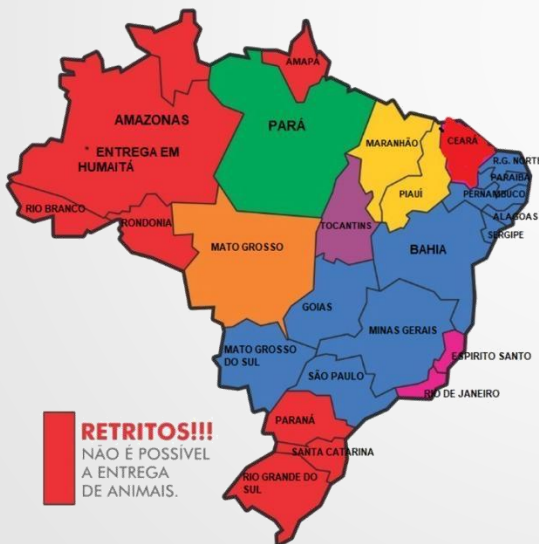 AMAPÁ
AMAZONAS
* ENTREGA EM
HUMAITÁ
PARÁ
MARANHÃO
CEARÁ
R.G. NORTE
PARAIBA
PERNAMBUCO
PIAUÍ
ALAGOAS
SERGIPE
RIO BRANCO
RONDONIA
TOCANTINS
MATO GROSSO
BAHIA
GOIAS
MINAS GERAIS
MATO GROSSO
DO SUL
ESPIRITO SANTO
SÃO PAULO
RIO DE JANEIRO
PARANÁ
SANTA CATARINA
RIO GRANDE DO
SUL
RETRITOS!!!
NÃO É POSSÍVEL
A ENTREGA
DE ANIMAIS.